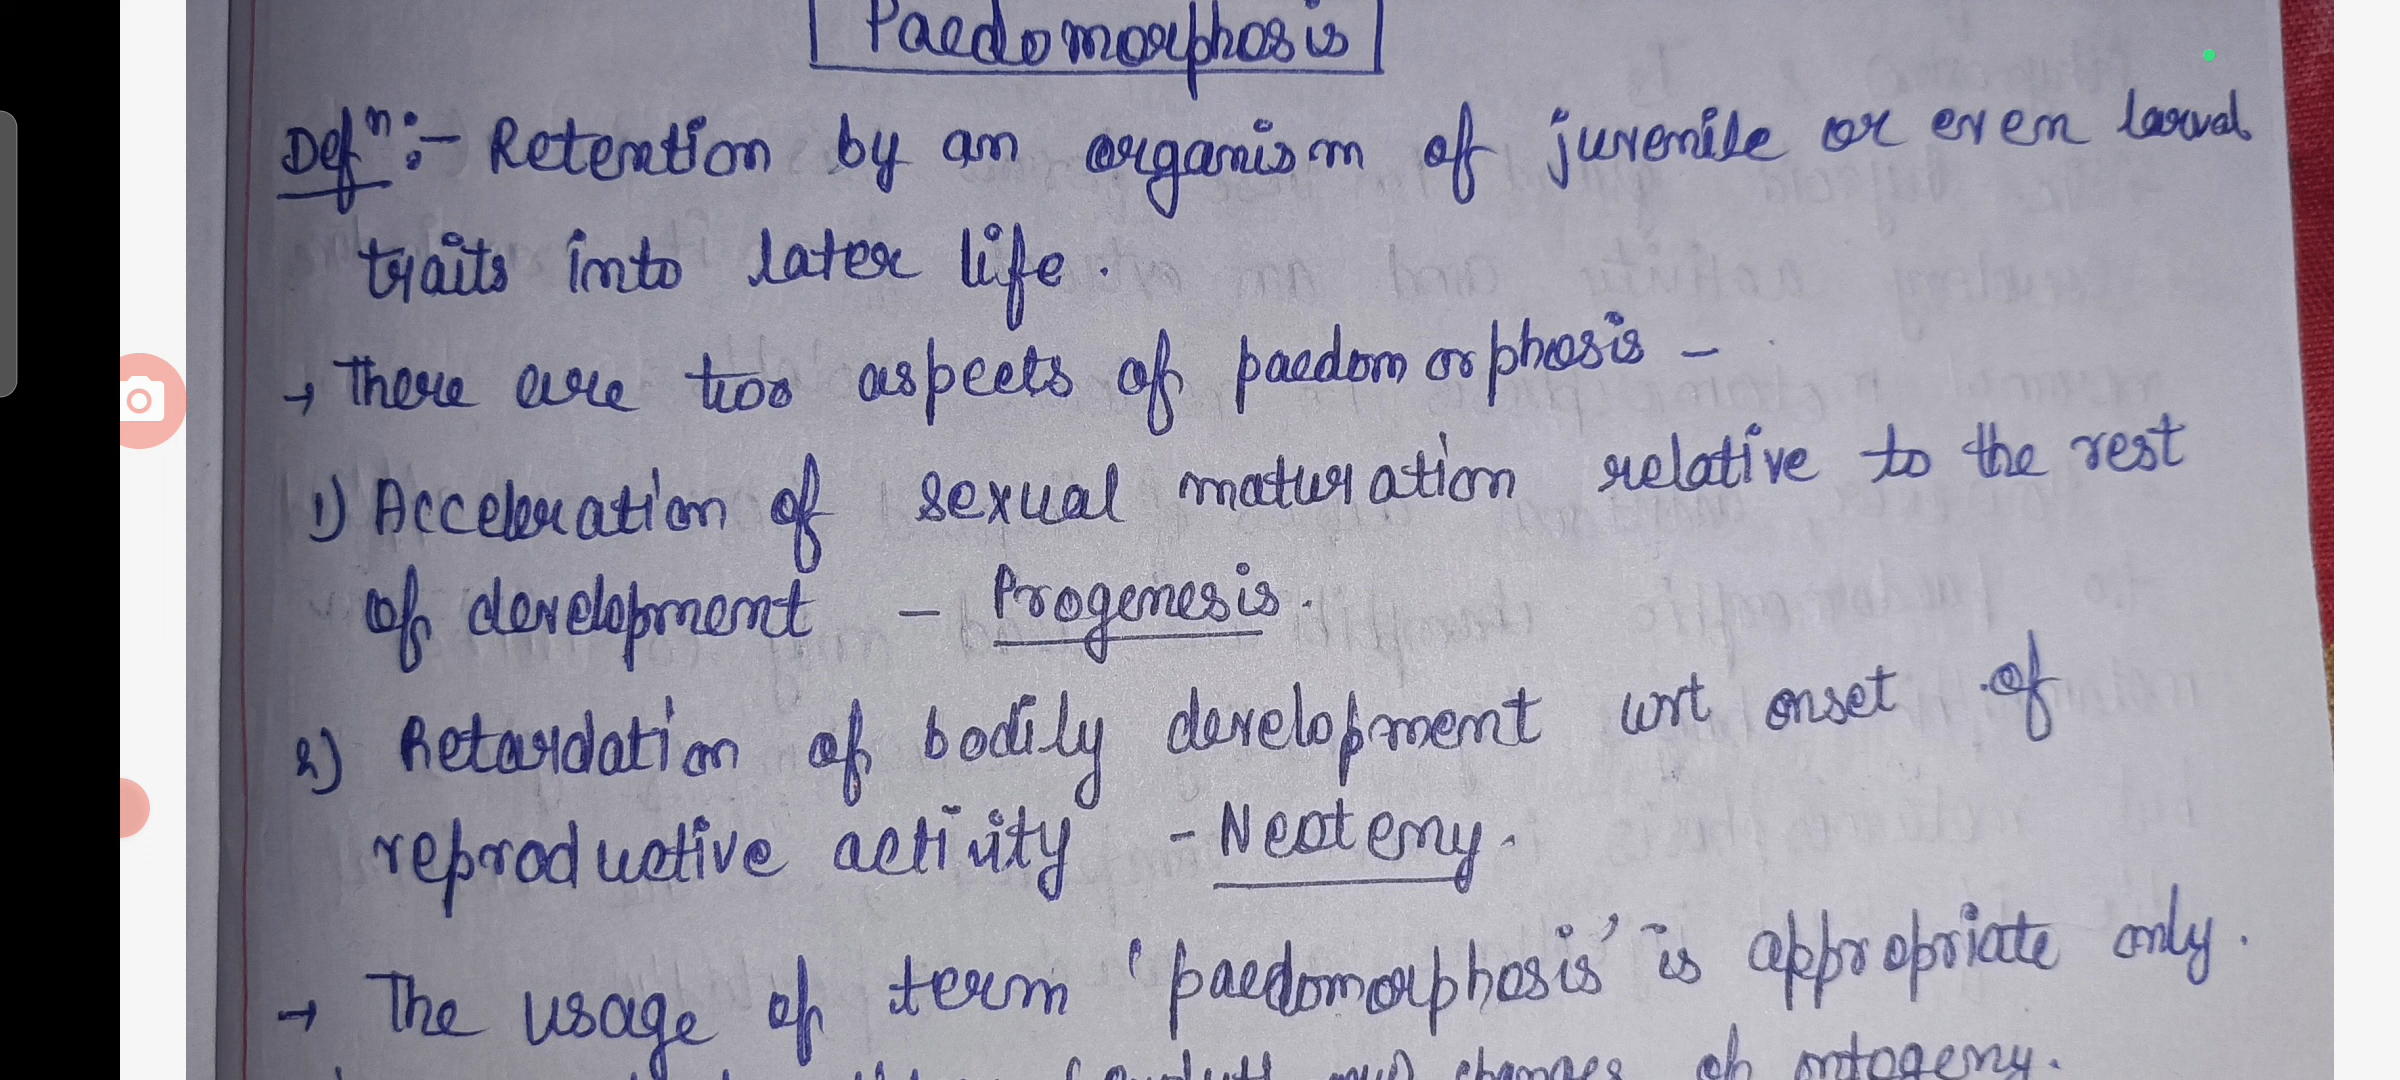 Paedomorphosis
Defn:- Retention by an organism of juvenile or even larval
traits into later life.
→ There are two aspects of paedomorphosis -
1) Acceleration of sexual maturation relative to the rest
of development - Progenesis.
2) Retardation of bodily development wrt onset of
reproductive activity - Neoteny.
→ The usage of term 'paedomorphosis' is appropriate only.
changes of ontogeny.